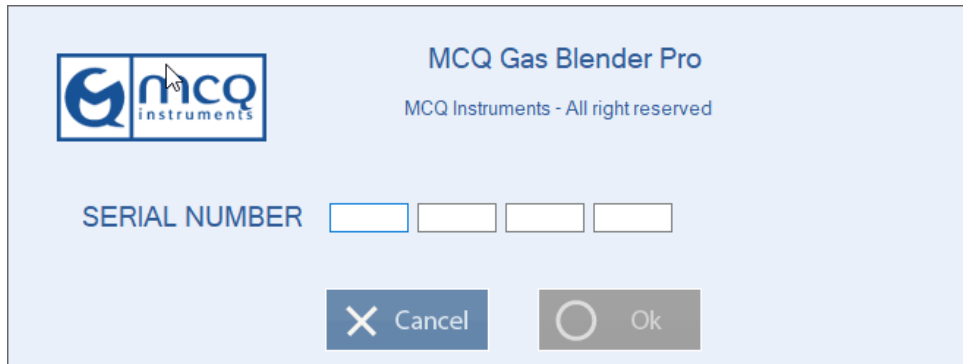 MCQ Gas Blender Pro
mcq
instruments
MCQ Instruments - All right reserved
SERIAL NUMBER
Cancel
Ok